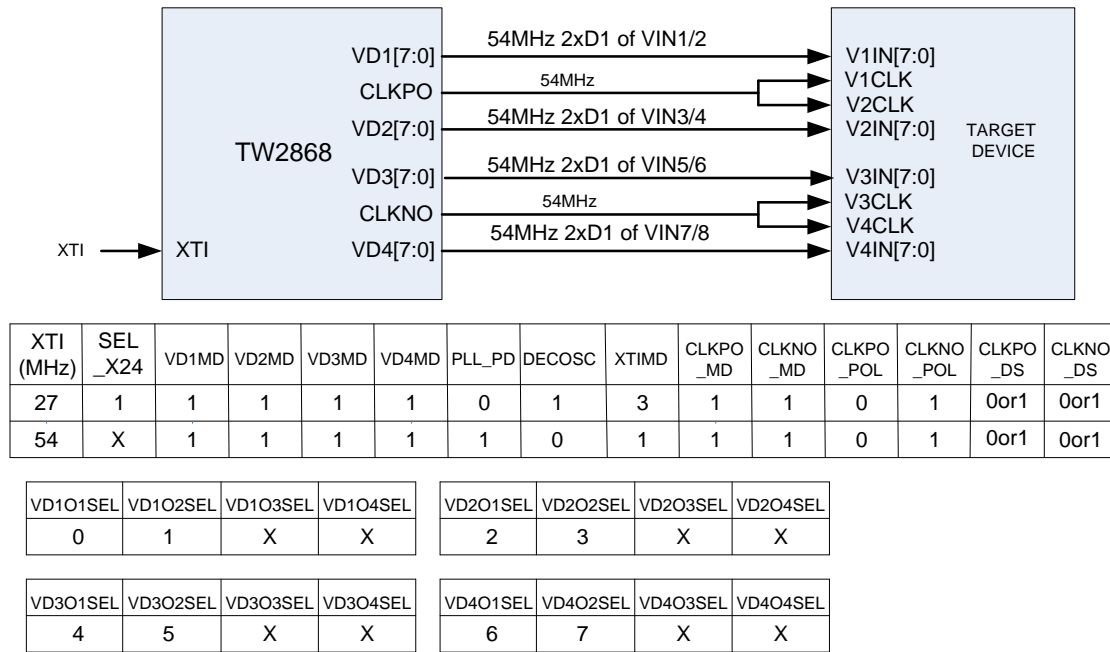 54MHz 2xD1 of VIN1/2
VD1[7:0]
V1IN[7:0]
54MHz
V1CLK
CLKPO
V2CLK
54MHz 2xD1 of VIN3/4
VD2[7:0]
V2IN[7:0]
TARGET
DEVICE
TW2868
54MHz 2xD1 of VIN5/6
VD3[7:0]
V3IN[7:0]
54MHz
V3CLK
CLKNO
V4CLK
54MHz 2xD1 of VIN7/8
XTI
XTI
VD4[7:0]
V4IN[7:0]
XTI (MHz) SEL _X24 VD1MD VD2MD VD3MD VD4MD PLL_PD DECOSC XTIMD CLKPO _MD CLKNO _MD CLKPO _POL CLKNO _POL CLKPO _DS CLKNO _DS
27 1 1 1 1 1 0 1 3 1 1 0 1 0or1 0or1
54 X 1 1 1 1 1 0 1 1 1 0 1 0or1 0or1
VD1O1SEL VD1O2SEL VD1O3SEL VD1O4SEL
0 1 X X
VD2O1SEL VD2O2SEL VD2O3SEL VD2O4SEL
2 3 X X
VD3O1SEL VD3O2SEL VD3O3SEL VD3O4SEL
4 5 X X
VD4O1SEL VD4O2SEL VD4O3SEL VD4O4SEL
6 7 X X